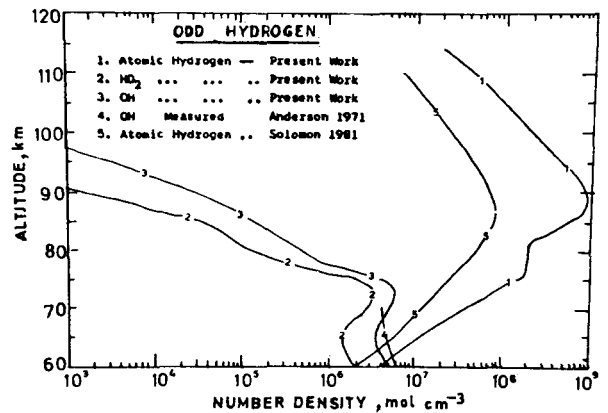 ODD HYDROGEN
1. Atomic Hydrogen — Present Work
2. HO2 ... ... .. Present Work
3. OH ... ... .. Present Work
4. OH Measured Anderson 1971
5. Atomic Hydrogen .. Solomon 1981
ALTITUDE, km
120
110
100
90
80
70
60
1
5
3
1
3
2
5
2
3
2
1
5
2
4
10³ 10⁴ 10⁵ 10⁶ 10⁷ 10⁸ 10⁹
NUMBER DENSITY, mol cm⁻³